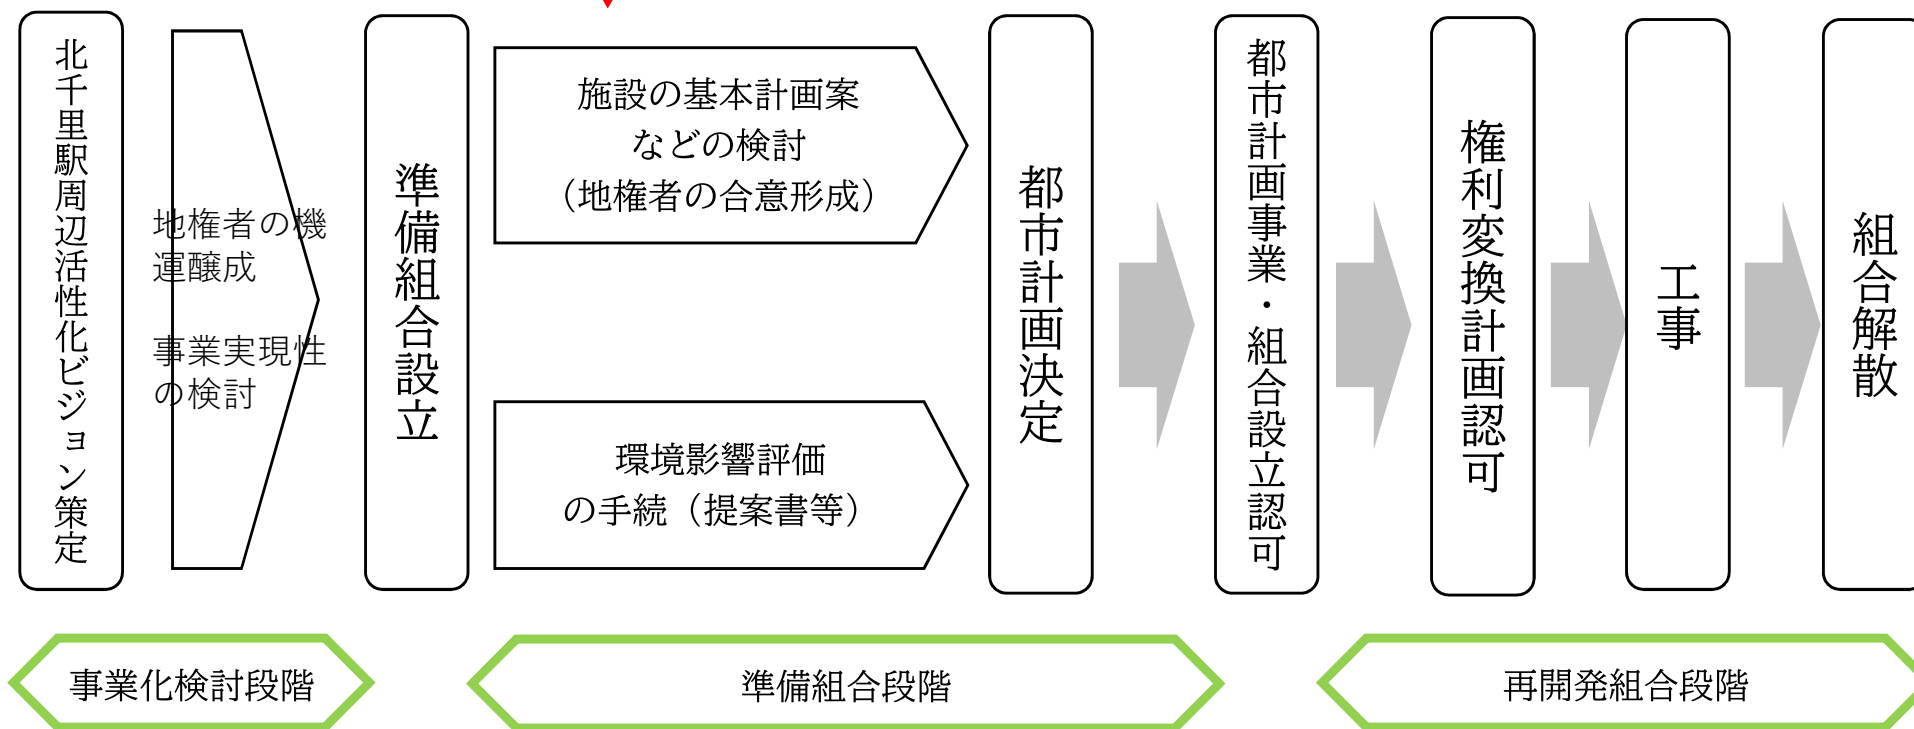 北千里駅周辺活性化ビジョン策定
地権者の機
運醸成
事業実現性
の検討
準備組合設立
施設の基本計画案
などの検討
（地権者の合意形成）
環境影響評価
の手続（提案書等）
都市計画決定
都市計画事業・組合設立認可
権利変換計画認可
工事
組合解散
事業化検討段階
準備組合段階
再開発組合段階